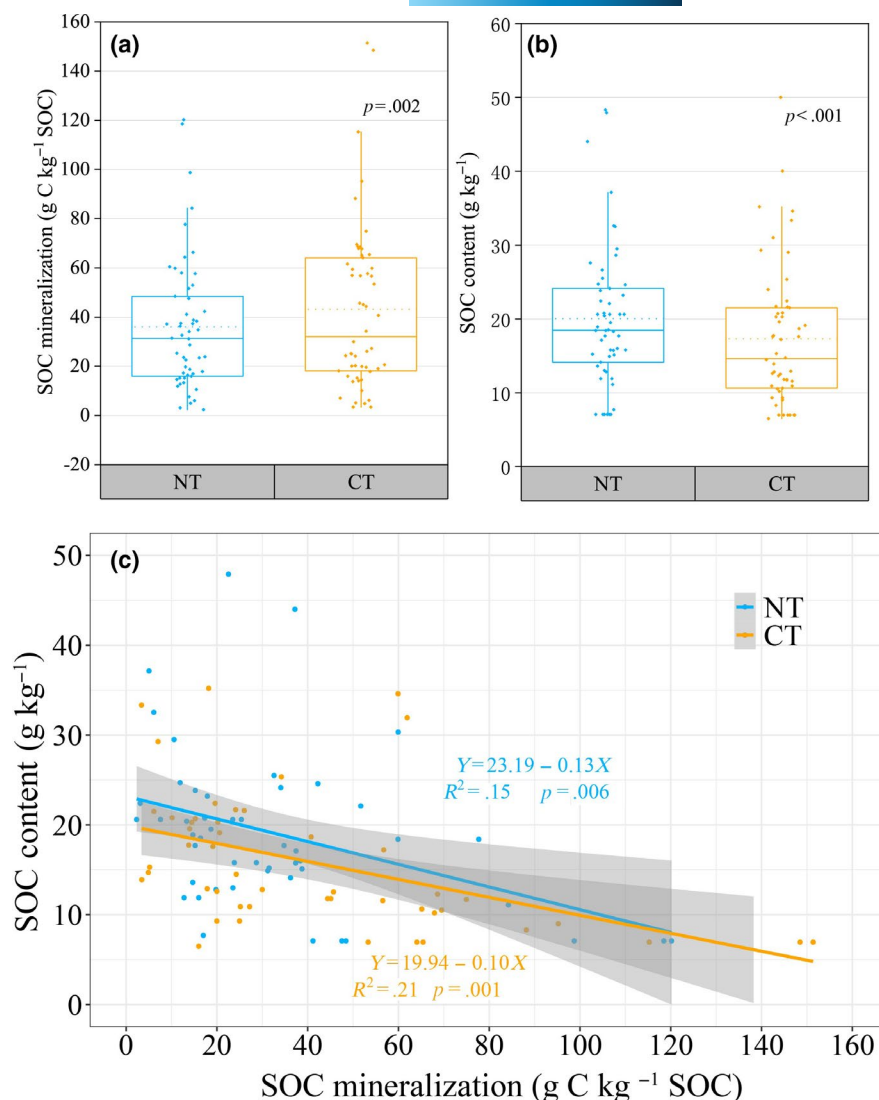 (a)
p=.002
SOC mineralization (g C kg⁻¹ SOC)
160
140
120
100
80
60
40
20
0
-20
NT
CT
(b)
p<.001
SOC content (g kg⁻¹)
60
50
40
30
20
10
0
NT
CT
(c)
NT
CT
SOC content (g kg⁻¹)
50
40
30
20
10
0
Y=23.19 − 0.13X
R²=.15 p=.006
Y=19.94 − 0.10X
R²=.21 p=.001
0 20 40 60 80 100 120 140 160
SOC mineralization (g C kg ⁻¹ SOC)